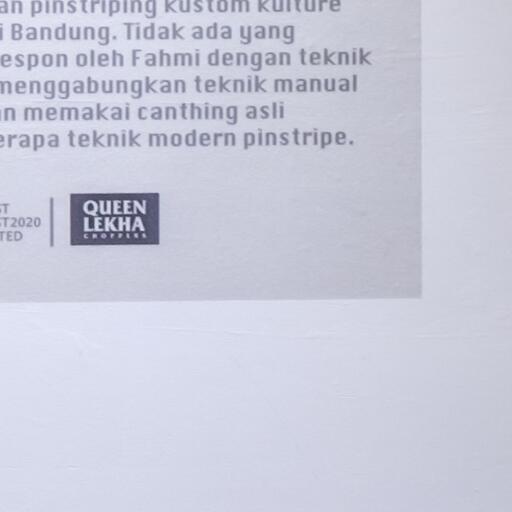 an pinstriping kustom kulture
i Bandung. Tidak ada yang
espon oleh Fahmi dengan teknik
menggabungkan teknik manual
n memakai canthing asli
erapa teknik modern pinstripe.
ST
ST2020
TED
QUEEN
LEKHA
CHOPPERS